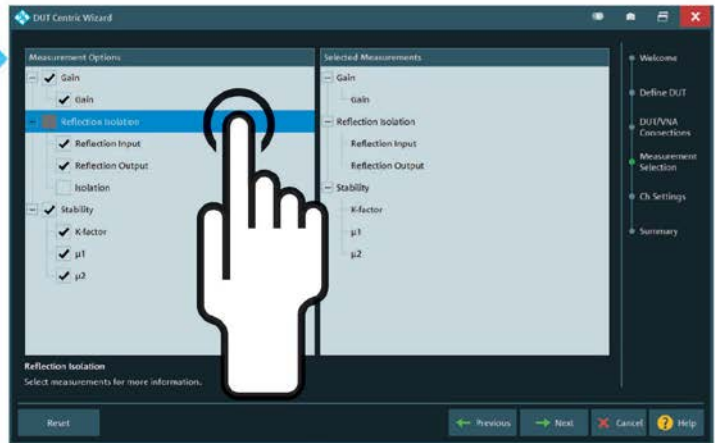 DUT Centric Wizard
Measurement Options
Gain
Gain
Reflection Isolation
Reflection Input
Reflection Output
Isolation
Stability
K-factor
μ1
μ2
Selected Measurements
Gain
Gain
Reflection Isolation
Reflection Input
Reflection Output
Stability
K-factor
μ1
μ2
Welcome
Define DUT
DUT/VNA
Connections
Measurement
Selection
Ch Settings
Summary
Reflection Isolation
Select measurements for more information.
Reset
Previous
Next
Cancel
Help